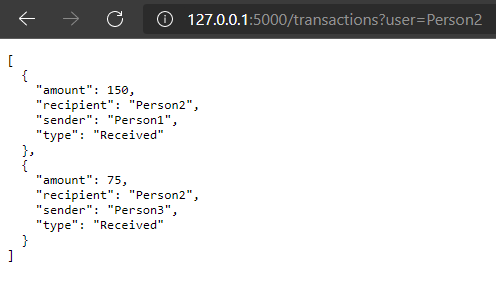 127.0.0.1:5000/transactions?user=Person2
[
  {
    "amount": 150,
    "recipient": "Person2",
    "sender": "Person1",
    "type": "Received"
  },
  {
    "amount": 75,
    "recipient": "Person2",
    "sender": "Person3",
    "type": "Received"
  }
]